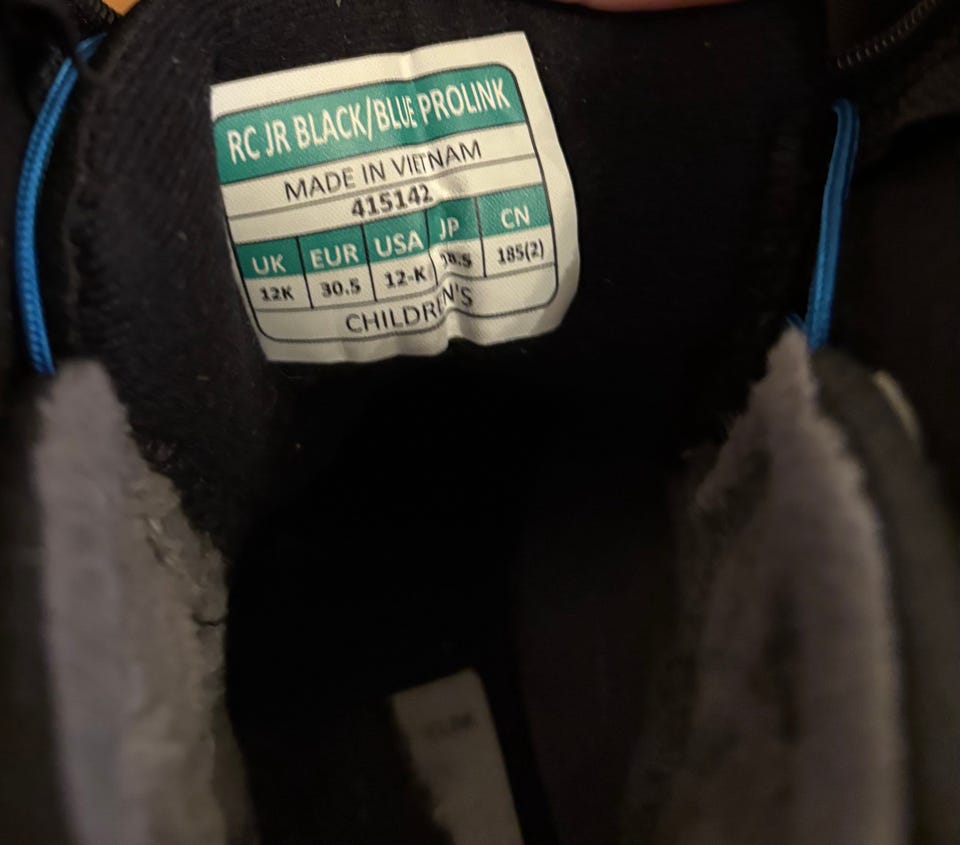 RC JR BLACK/BLUE PROLINK
MADE IN VIETNAM
415142
UK EUR USA JP CN
12K 30.5 12-K 185(2)
CHILDREN'S